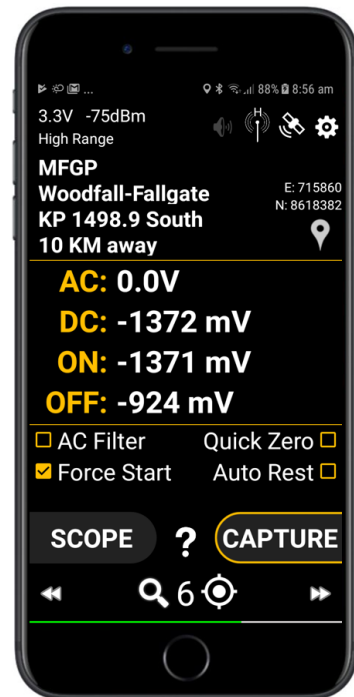 88% 8:56 am
3.3V -75dBm
High Range
H
MFGP
Woodfall-Fallgate
KP 1498.9 South
10 KM away
E: 715860
N: 8618382
AC: 0.0V
DC: -1372 mV
ON: -1371 mV
OFF: -924 mV
AC Filter Quick Zero
Force Start Auto Rest
SCOPE ? CAPTURE
6